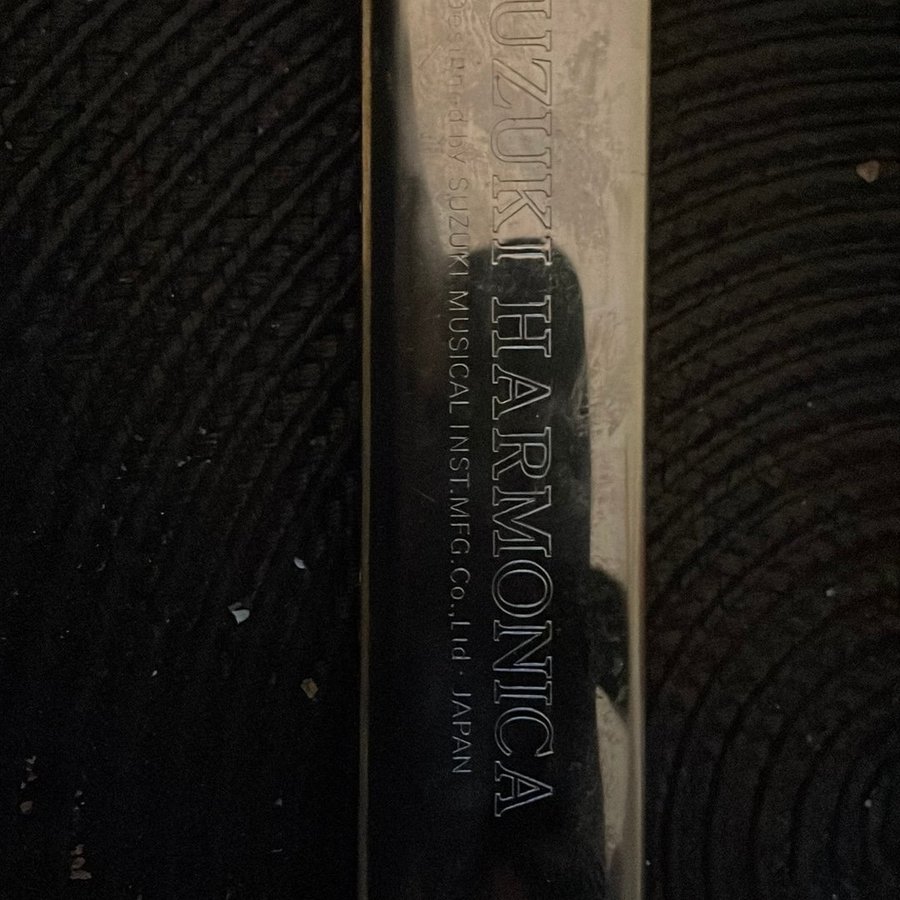 UZUKI HARMONICA
by SUZUKI MUSICAL INST.MFG.Co.,Ltd · JAPAN